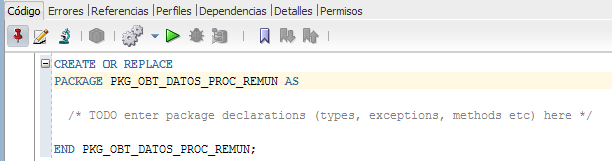 Código Errores Referencias Perfiles Dependencias Detalles Permisos
CREATE OR REPLACE
PACKAGE PKG_OBT_DATOS_PROC_REMUN AS
/* TODO enter package declarations (types, exceptions, methods etc) here */
END PKG_OBT_DATOS_PROC_REMUN;